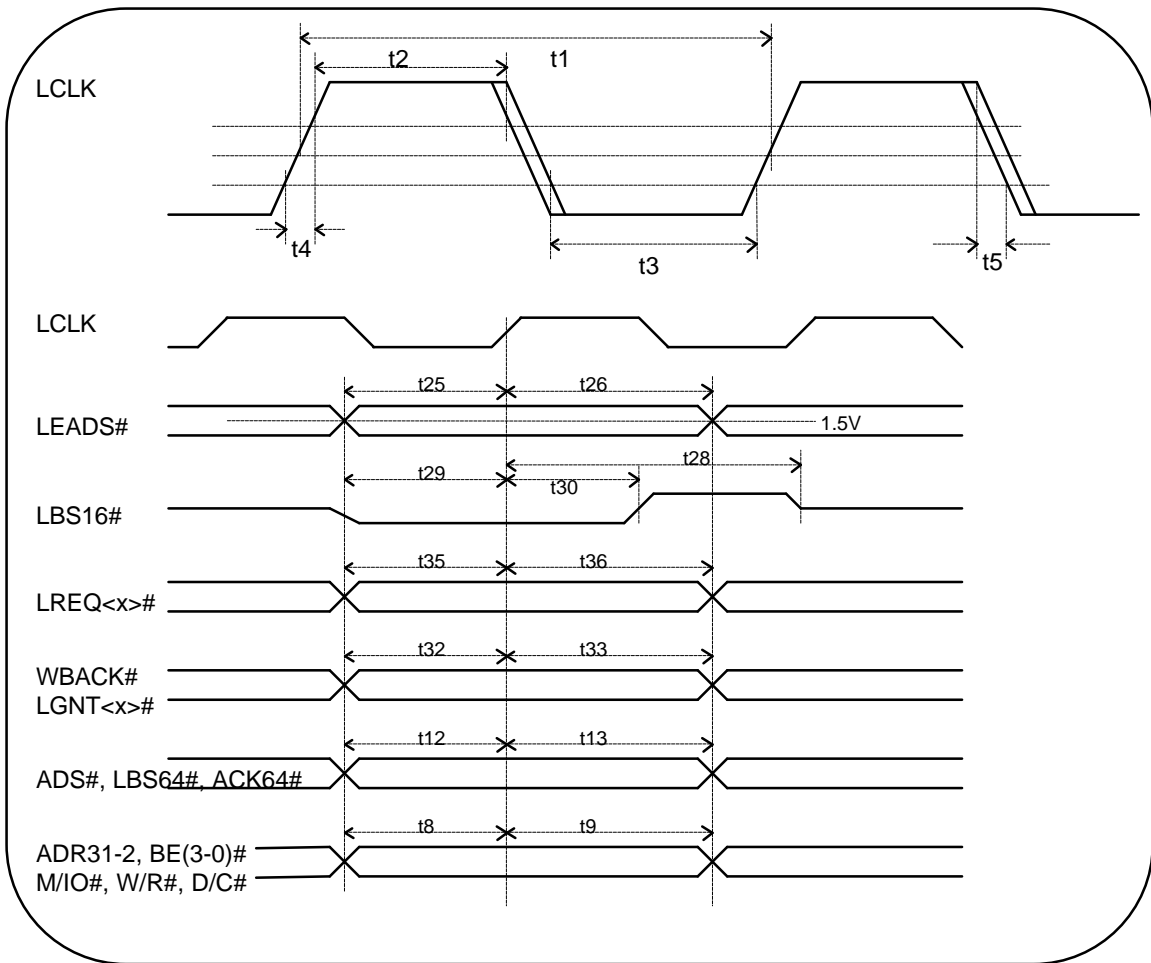 t2 t1
LCLK
t4 t3 t5
LCLK
t25 t26
LEADS# 1.5V
t28
t29 t30
LBS16#
t35 t36
LREQ<x>#
t32 t33
WBACK#
LGNT<x>#
t12 t13
ADS#, LBS64#, ACK64#
t8 t9
ADR31-2, BE(3-0)#
M/IO#, W/R#, D/C#